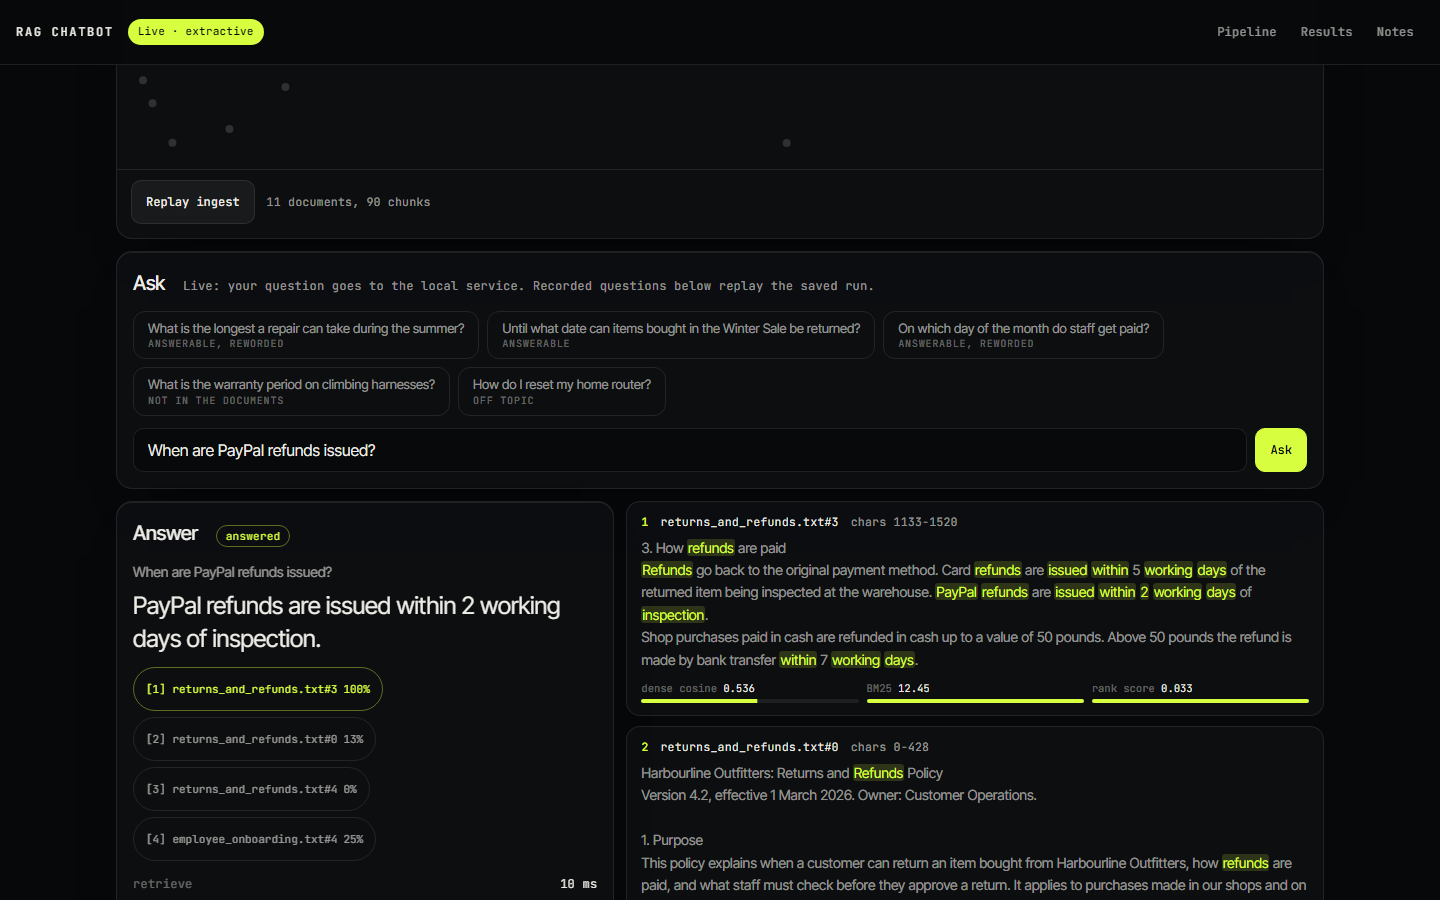 RAG CHATBOT Live · extractive Pipeline Results Notes
Replay ingest 11 documents, 90 chunks
Ask Live: your question goes to the local service. Recorded questions below replay the saved run.
What is the longest a repair can take during the summer?
ANSWERABLE, REWORDED
Until what date can items bought in the Winter Sale be returned?
ANSWERABLE
On which day of the month do staff get paid?
ANSWERABLE, REWORDED
What is the warranty period on climbing harnesses?
NOT IN THE DOCUMENTS
How do I reset my home router?
OFF TOPIC
When are PayPal refunds issued? Ask
Answer answered
When are PayPal refunds issued?
PayPal refunds are issued within 2 working
days of inspection.
[1] returns_and_refunds.txt#3 100%
[2] returns_and_refunds.txt#0 13%
[3] returns_and_refunds.txt#4 0%
[4] employee_onboarding.txt#4 25%
retrieve 10 ms
1 returns_and_refunds.txt#3 chars 1133-1520
3. How refunds are paid
Refunds go back to the original payment method. Card refunds are issued within 5 working days of the
returned item being inspected at the warehouse. PayPal refunds are issued within 2 working days of
inspection.
Shop purchases paid in cash are refunded in cash up to a value of 50 pounds. Above 50 pounds the refund is
made by bank transfer within 7 working days.
dense cosine 0.536 BM25 12.45 rank score 0.033
2 returns_and_refunds.txt#0 chars 0-428
Harbourline Outfitters: Returns and Refunds Policy
Version 4.2, effective 1 March 2026. Owner: Customer Operations.
1. Purpose
This policy explains when a customer can return an item bought from Harbourline Outfitters, how refunds are
paid, and what staff must check before they approve a return. It applies to purchases made in our shops and on